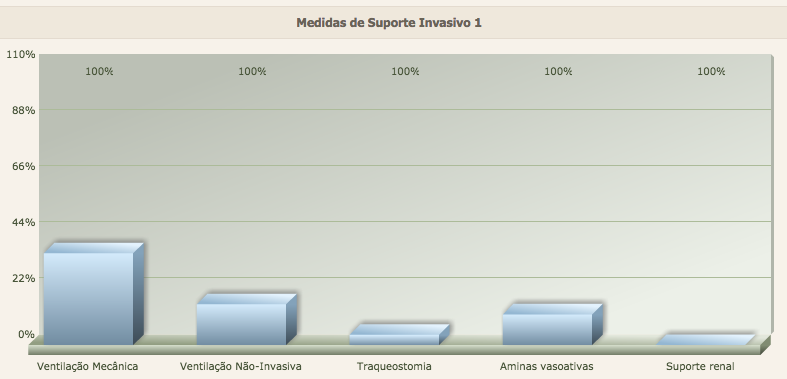 Medidas de Suporte Invasivo 1
110%
100% 100% 100% 100% 100%
88%
66%
44%
22%
0%
Ventilação Mecânica Ventilação Não-Invasiva Traqueostomia Aminas vasoativas Suporte renal